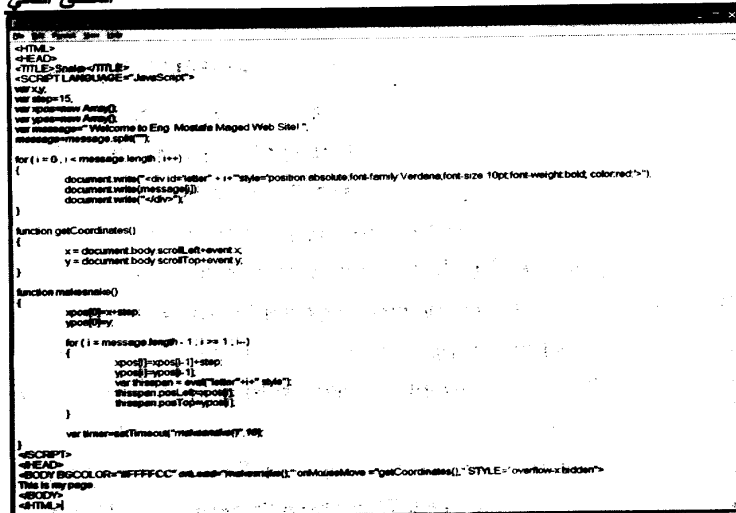 <HTML>
<HEAD>
<TITLE>Snake</TITLE>
<SCRIPT LANGUAGE="JavaScript">
var x,y;
var step=15,
var xpos=new Array();
var ypos=new Array();
var message=" Welcome to Eng Mostafa Maged Web Site! ",
message=message.split("");
for ( i = 0 , i < message length , i++)
{
document.write("<div id='letter" + i+"'style='position absolute;font-family Verdana,font-size 10pt;font-weight bold, color:red;'>").
document.write(message[i]);
document.write("</div>");
}
function getCoordinates()
{
x = document.body scrollLeft+event x;
y = document.body scrollTop+event y;
}
function makesnake()
{
xpos[0]=x+step;
ypos[0]=y;
for ( i = message.length - 1 , i >= 1 , i--)
{
xpos[i]=xpos[i-1]+step;
ypos[i]=ypos[i-1];
var thisspan = eval("letter"+i+" style");
thisspan.posLeft=xpos[i];
thisspan.posTop=ypos[i];
}
var timer=setTimeout("makesnake()",
}
</SCRIPT>
</HEAD>
<BODY BGCOLOR="#FFFFCC" onLoad="makesnake();" onMouseMove ="getCoordinates();" STYLE='overflow-x hidden">
This is my page
</BODY>
</HTML>